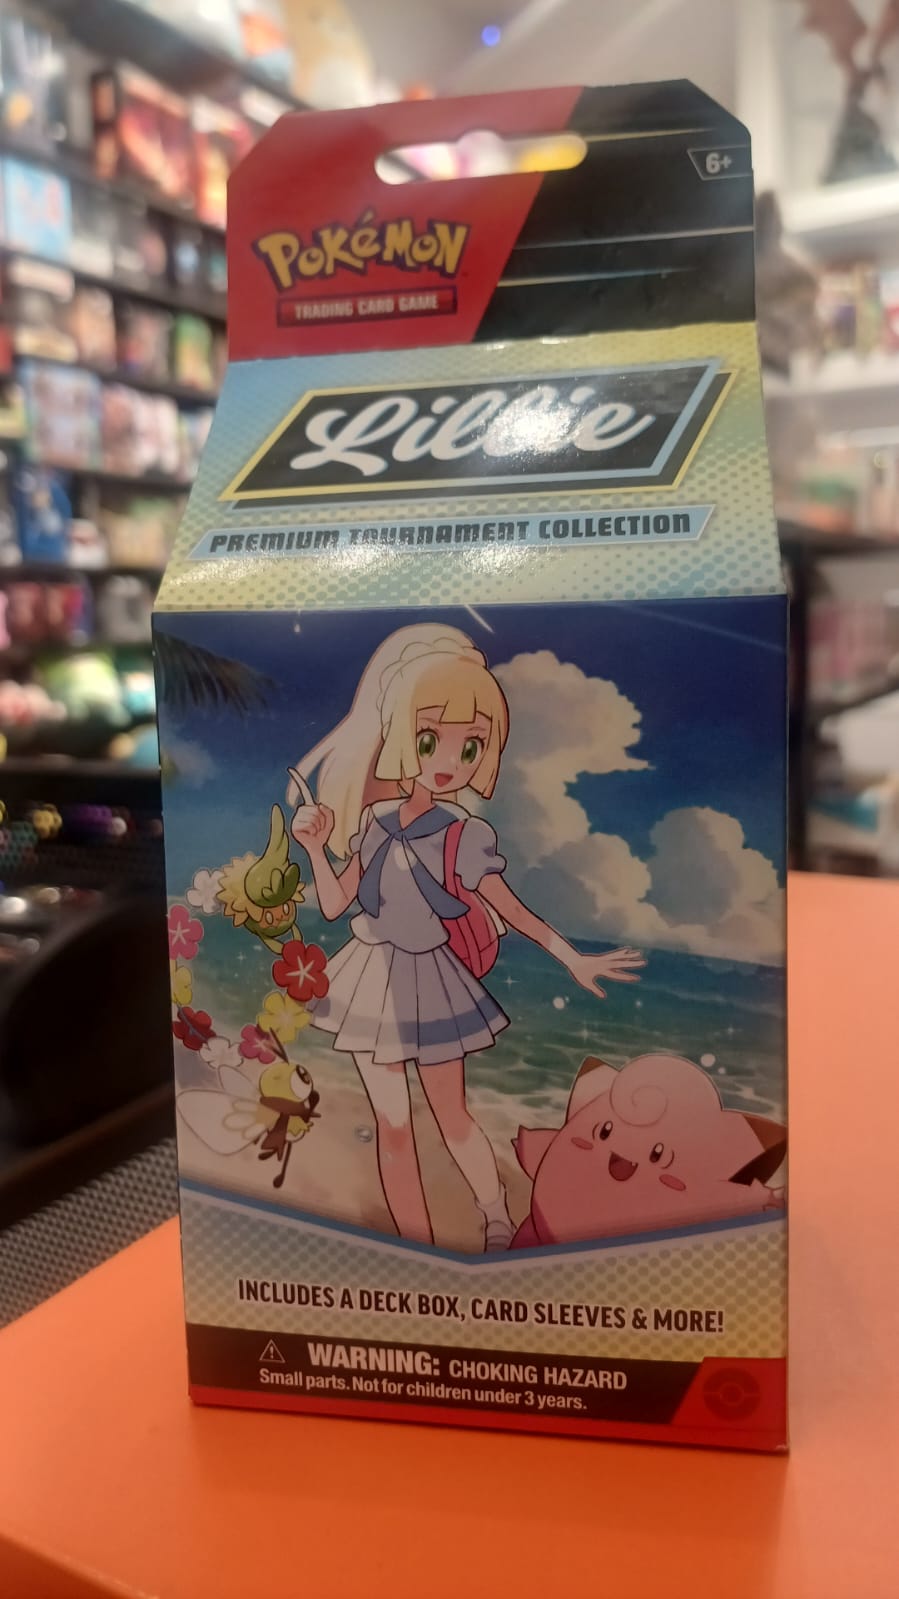 6+
POKéMON
TRADING CARD GAME
Lillie
PREMIUM TOURNAMENT COLLECTION
INCLUDES A DECK BOX, CARD SLEEVES & MORE!
WARNING: CHOKING HAZARD
Small parts. Not for children under 3 years.